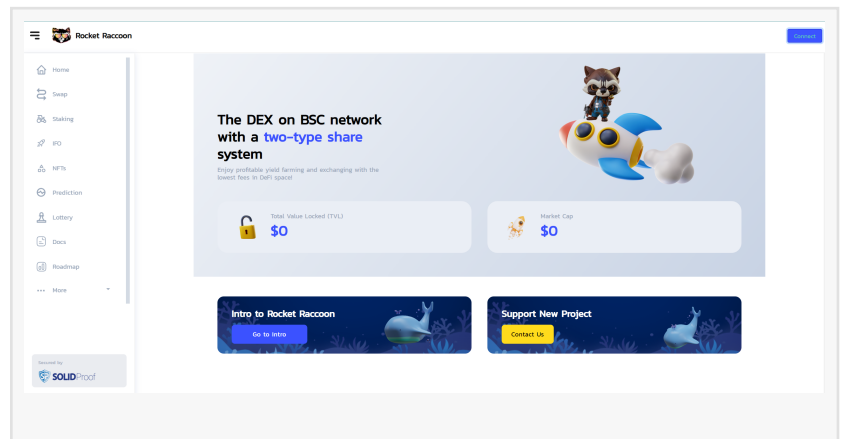 Rocket Raccoon
Connect
Home
Swap
Staking
IFO
NFTs
Prediction
Lottery
Docs
Roadmap
More
Secured by
SOLIDProof
The DEX on BSC network
with a two-type share
system
Enjoy profitable yield farming and exchanging with the
lowest fees in DeFi space!
Total Value Locked (TVL)
$0
Market Cap
$0
Intro to Rocket Raccoon
Go to Intro
Support New Project
Contact Us